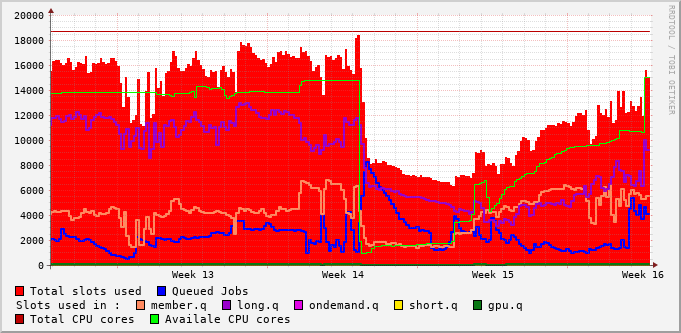 20000
18000
16000
14000
12000
10000
8000
6000
4000
2000
0
Week 13 Week 14 Week 15 Week 16
Total slots used Queued Jobs
Slots used in : member.q long.q ondemand.q short.q gpu.q
Total CPU cores Availale CPU cores
RRDTOOL / TOBI OETIKER